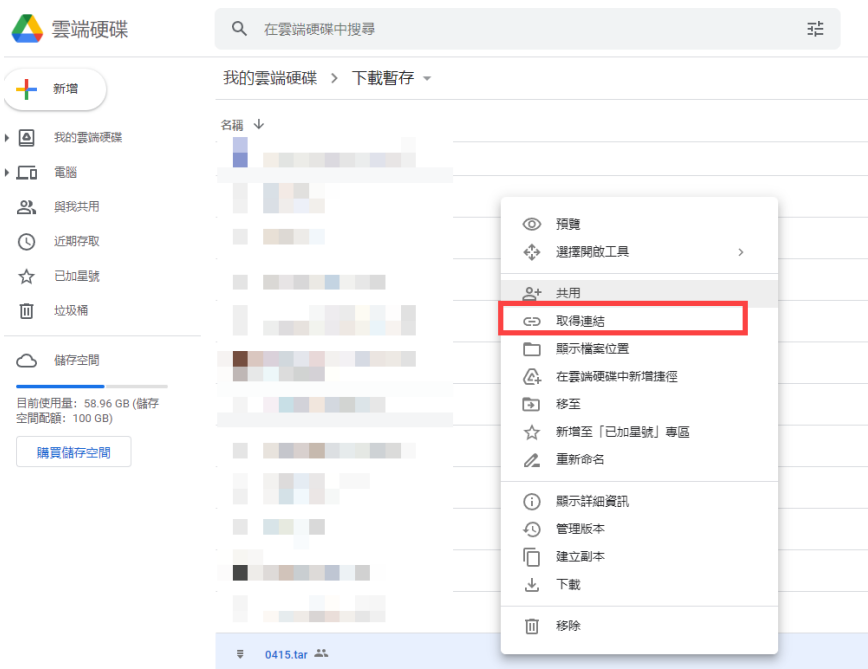 雲端硬碟
在雲端硬碟中搜尋
新增
我的雲端硬碟
電腦
與我共用
近期存取
已加星號
垃圾桶
儲存空間
目前使用量：58.96 GB (儲存
空間配額：100 GB)
購買儲存空間
我的雲端硬碟 > 下載暫存
名稱
預覽
選擇開啟工具
共用
取得連結
顯示檔案位置
在雲端硬碟中新增捷徑
移至
新增至「已加星號」專區
重新命名
顯示詳細資訊
管理版本
建立副本
下載
移除
0415.tar